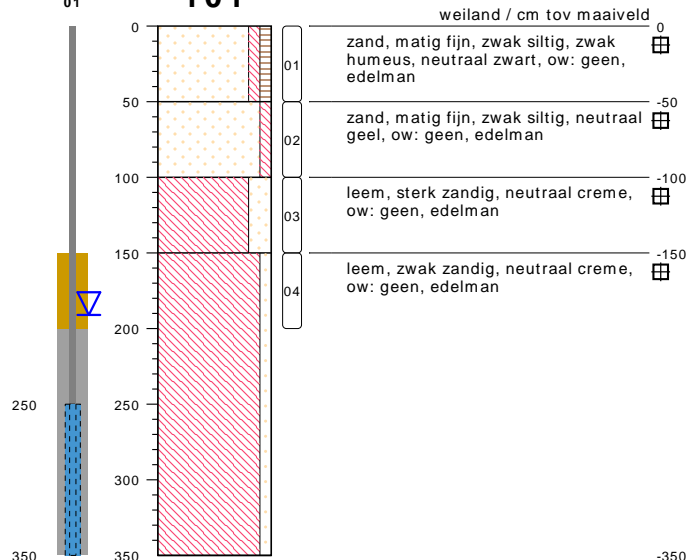 weiland / cm tov maaiveld
0
0
zand, matig fijn, zwak siltig, zwak
humeus, neutraal zwart, ow: geen,
edelman
01
50
-50
zand, matig fijn, zwak siltig, neutraal
geel, ow: geen, edelman
02
100
-100
leem, sterk zandig, neutraal creme,
ow: geen, edelman
03
150
-150
leem, zwak zandig, neutraal creme,
ow: geen, edelman
04
200
250
250
300
350
350
-350